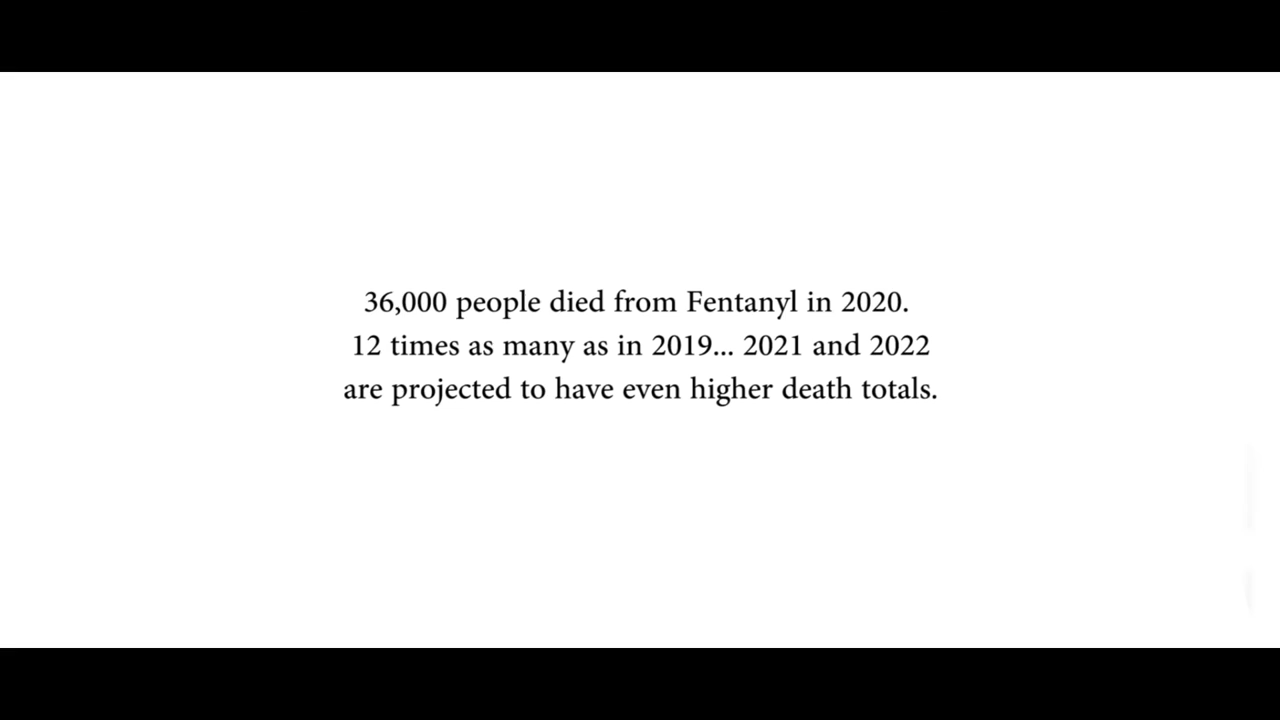 36,000 people died from Fentanyl in 2020.
12 times as many as in 2019... 2021 and 2022
are projected to have even higher death totals.